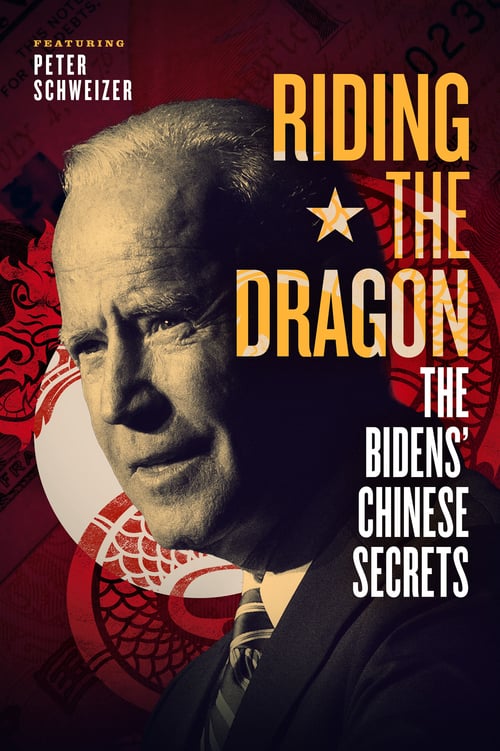 FEATURING
PETER
SCHWEIZER
RIDING
THE
DRAGON
THE
BIDENS'
CHINESE
SECRETS